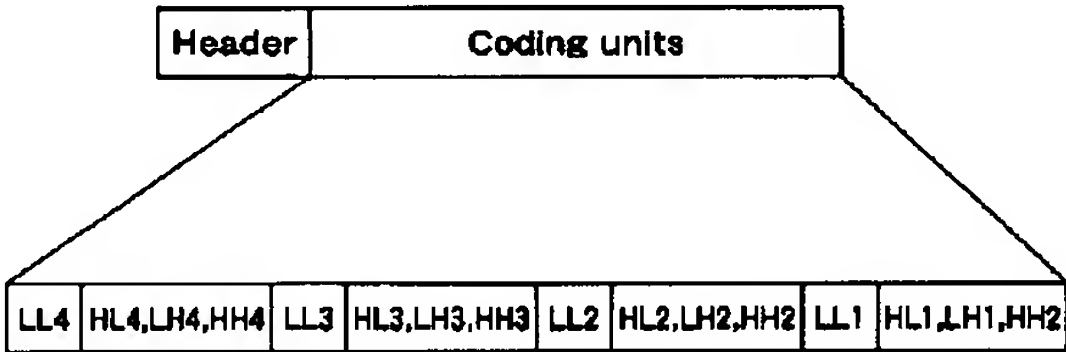 Header Coding units
LL4 HL4,LH4,HH4 LL3 HL3,LH3,HH3 LL2 HL2,LH2,HH2 LL1 HL1,LH1,HH2